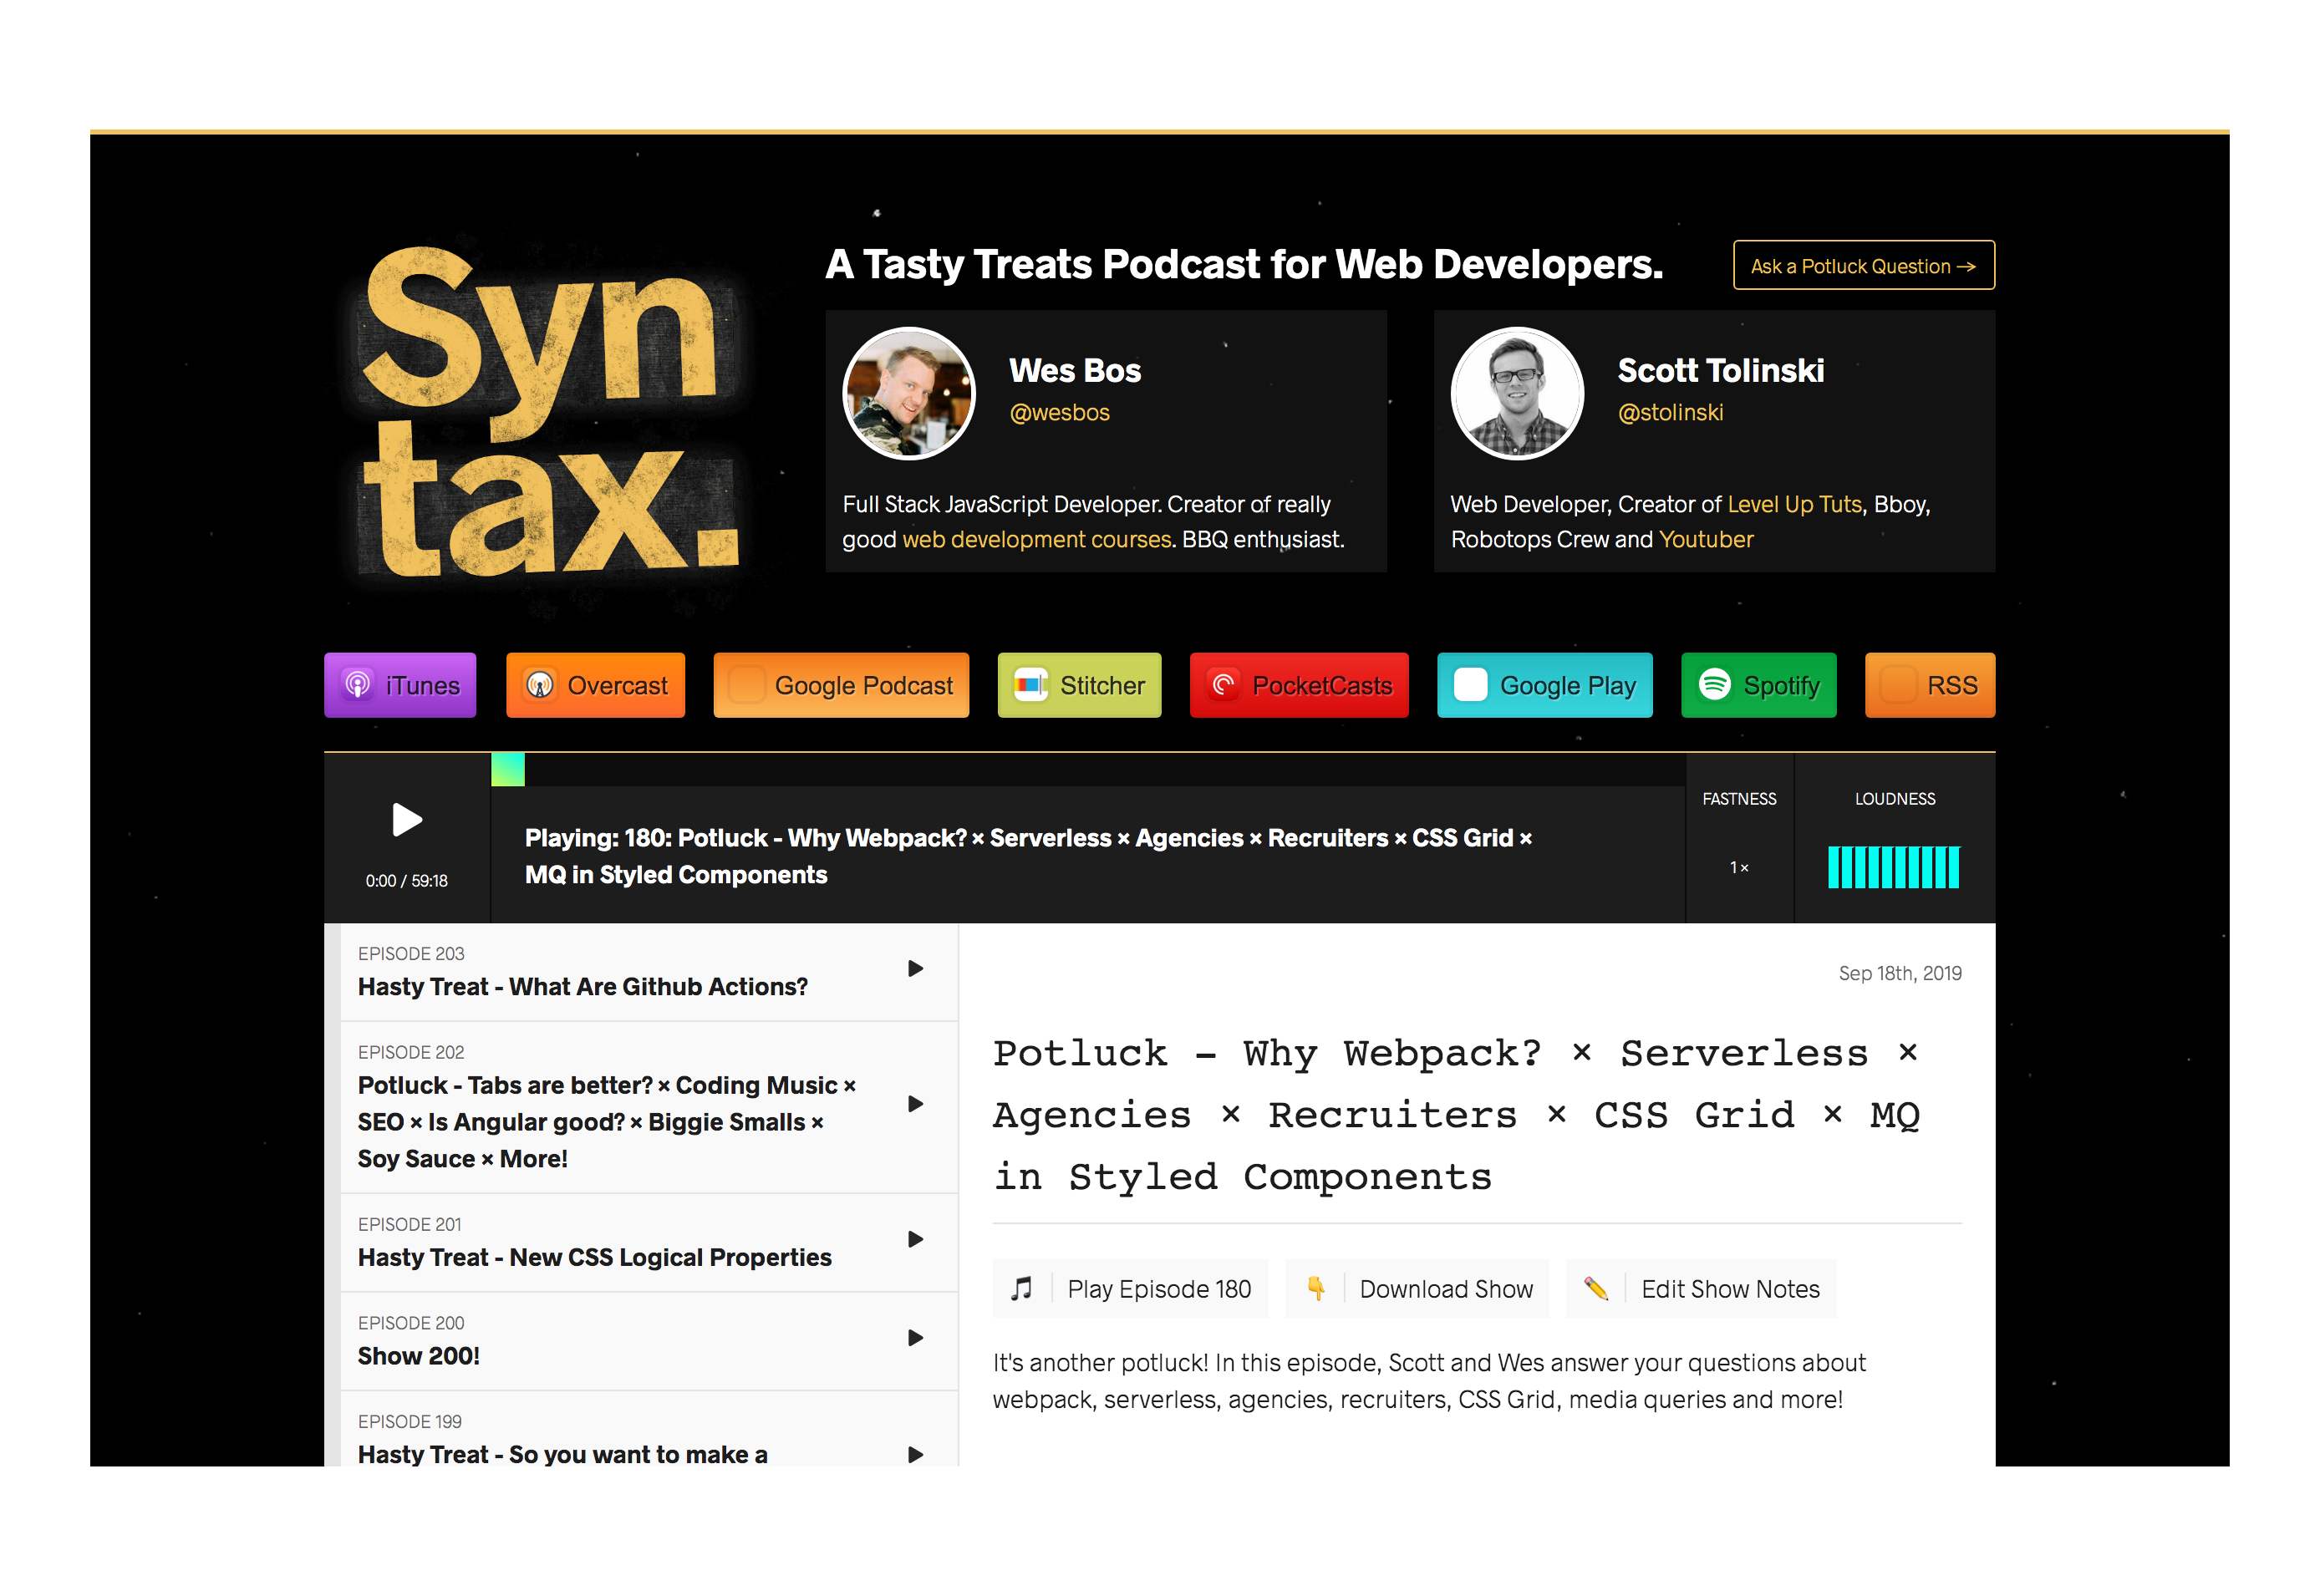 Syn
tax.
A Tasty Treats Podcast for Web Developers.
Ask a Potluck Question →
Wes Bos
@wesbos
Full Stack JavaScript Developer. Creator of really
good web development courses. BBQ enthusiast.
Scott Tolinski
@stolinski
Web Developer, Creator of Level Up Tuts, Bboy,
Robotops Crew and Youtuber
iTunes
Overcast
Google Podcast
Stitcher
PocketCasts
Google Play
Spotify
RSS
0:00 / 59:18
Playing: 180: Potluck - Why Webpack? × Serverless × Agencies × Recruiters × CSS Grid ×
MQ in Styled Components
FASTNESS
1 ×
LOUDNESS
EPISODE 203
Hasty Treat - What Are Github Actions?
EPISODE 202
Potluck - Tabs are better? × Coding Music ×
SEO × Is Angular good? × Biggie Smalls ×
Soy Sauce × More!
EPISODE 201
Hasty Treat - New CSS Logical Properties
EPISODE 200
Show 200!
EPISODE 199
Hasty Treat - So you want to make a
Sep 18th, 2019
Potluck - Why Webpack? × Serverless ×
Agencies × Recruiters × CSS Grid × MQ
in Styled Components
🎵 Play Episode 180
👇 Download Show
✏️ Edit Show Notes
It's another potluck! In this episode, Scott and Wes answer your questions about
webpack, serverless, agencies, recruiters, CSS Grid, media queries and more!